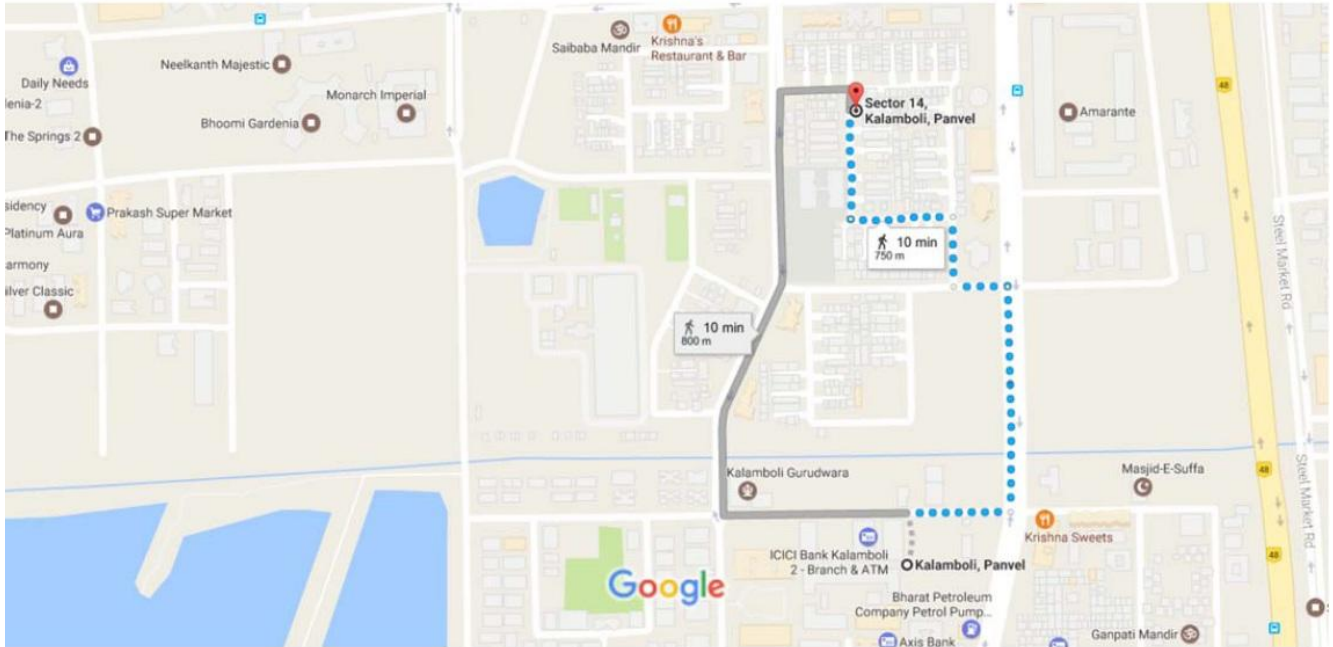 Saibaba Mandir
Krishna's
Restaurant & Bar
Neelkanth Majestic
Daily Needs
Monarch Imperial
lenia-2
Bhoomi Gardenia
The Springs 2
Sector 14,
Kalamboli, Panvel
Amarante
48
sidency
Prakash Super Market
Platinum Aura
armony
ilver Classic
10 min
750 m
10 min
800 m
Steel Market Rd
Steel Market Rd
Kalamboli Gurudwara
Masjid-E-Suffa
48
Krishna Sweets
ICICI Bank Kalamboli
2 - Branch & ATM
Kalamboli, Panvel
48
Google
Bharat Petroleum
Company Petrol Pump...
Axis Bank
Ganpati Mandir
S